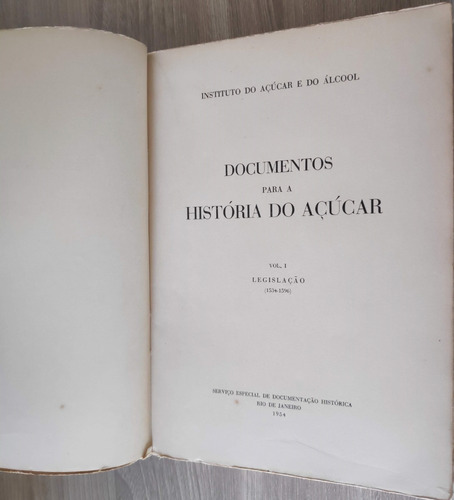 INSTITUTO DO AÇÚCAR E DO ÁLCOOL
DOCUMENTOS
PARA A
HISTÓRIA DO AÇÚCAR
VOL. I
LEGISLAÇÃO
(1534-1596)
SERVIÇO ESPECIAL DE DOCUMENTAÇÃO HISTÓRICA
RIO DE JANEIRO
1954